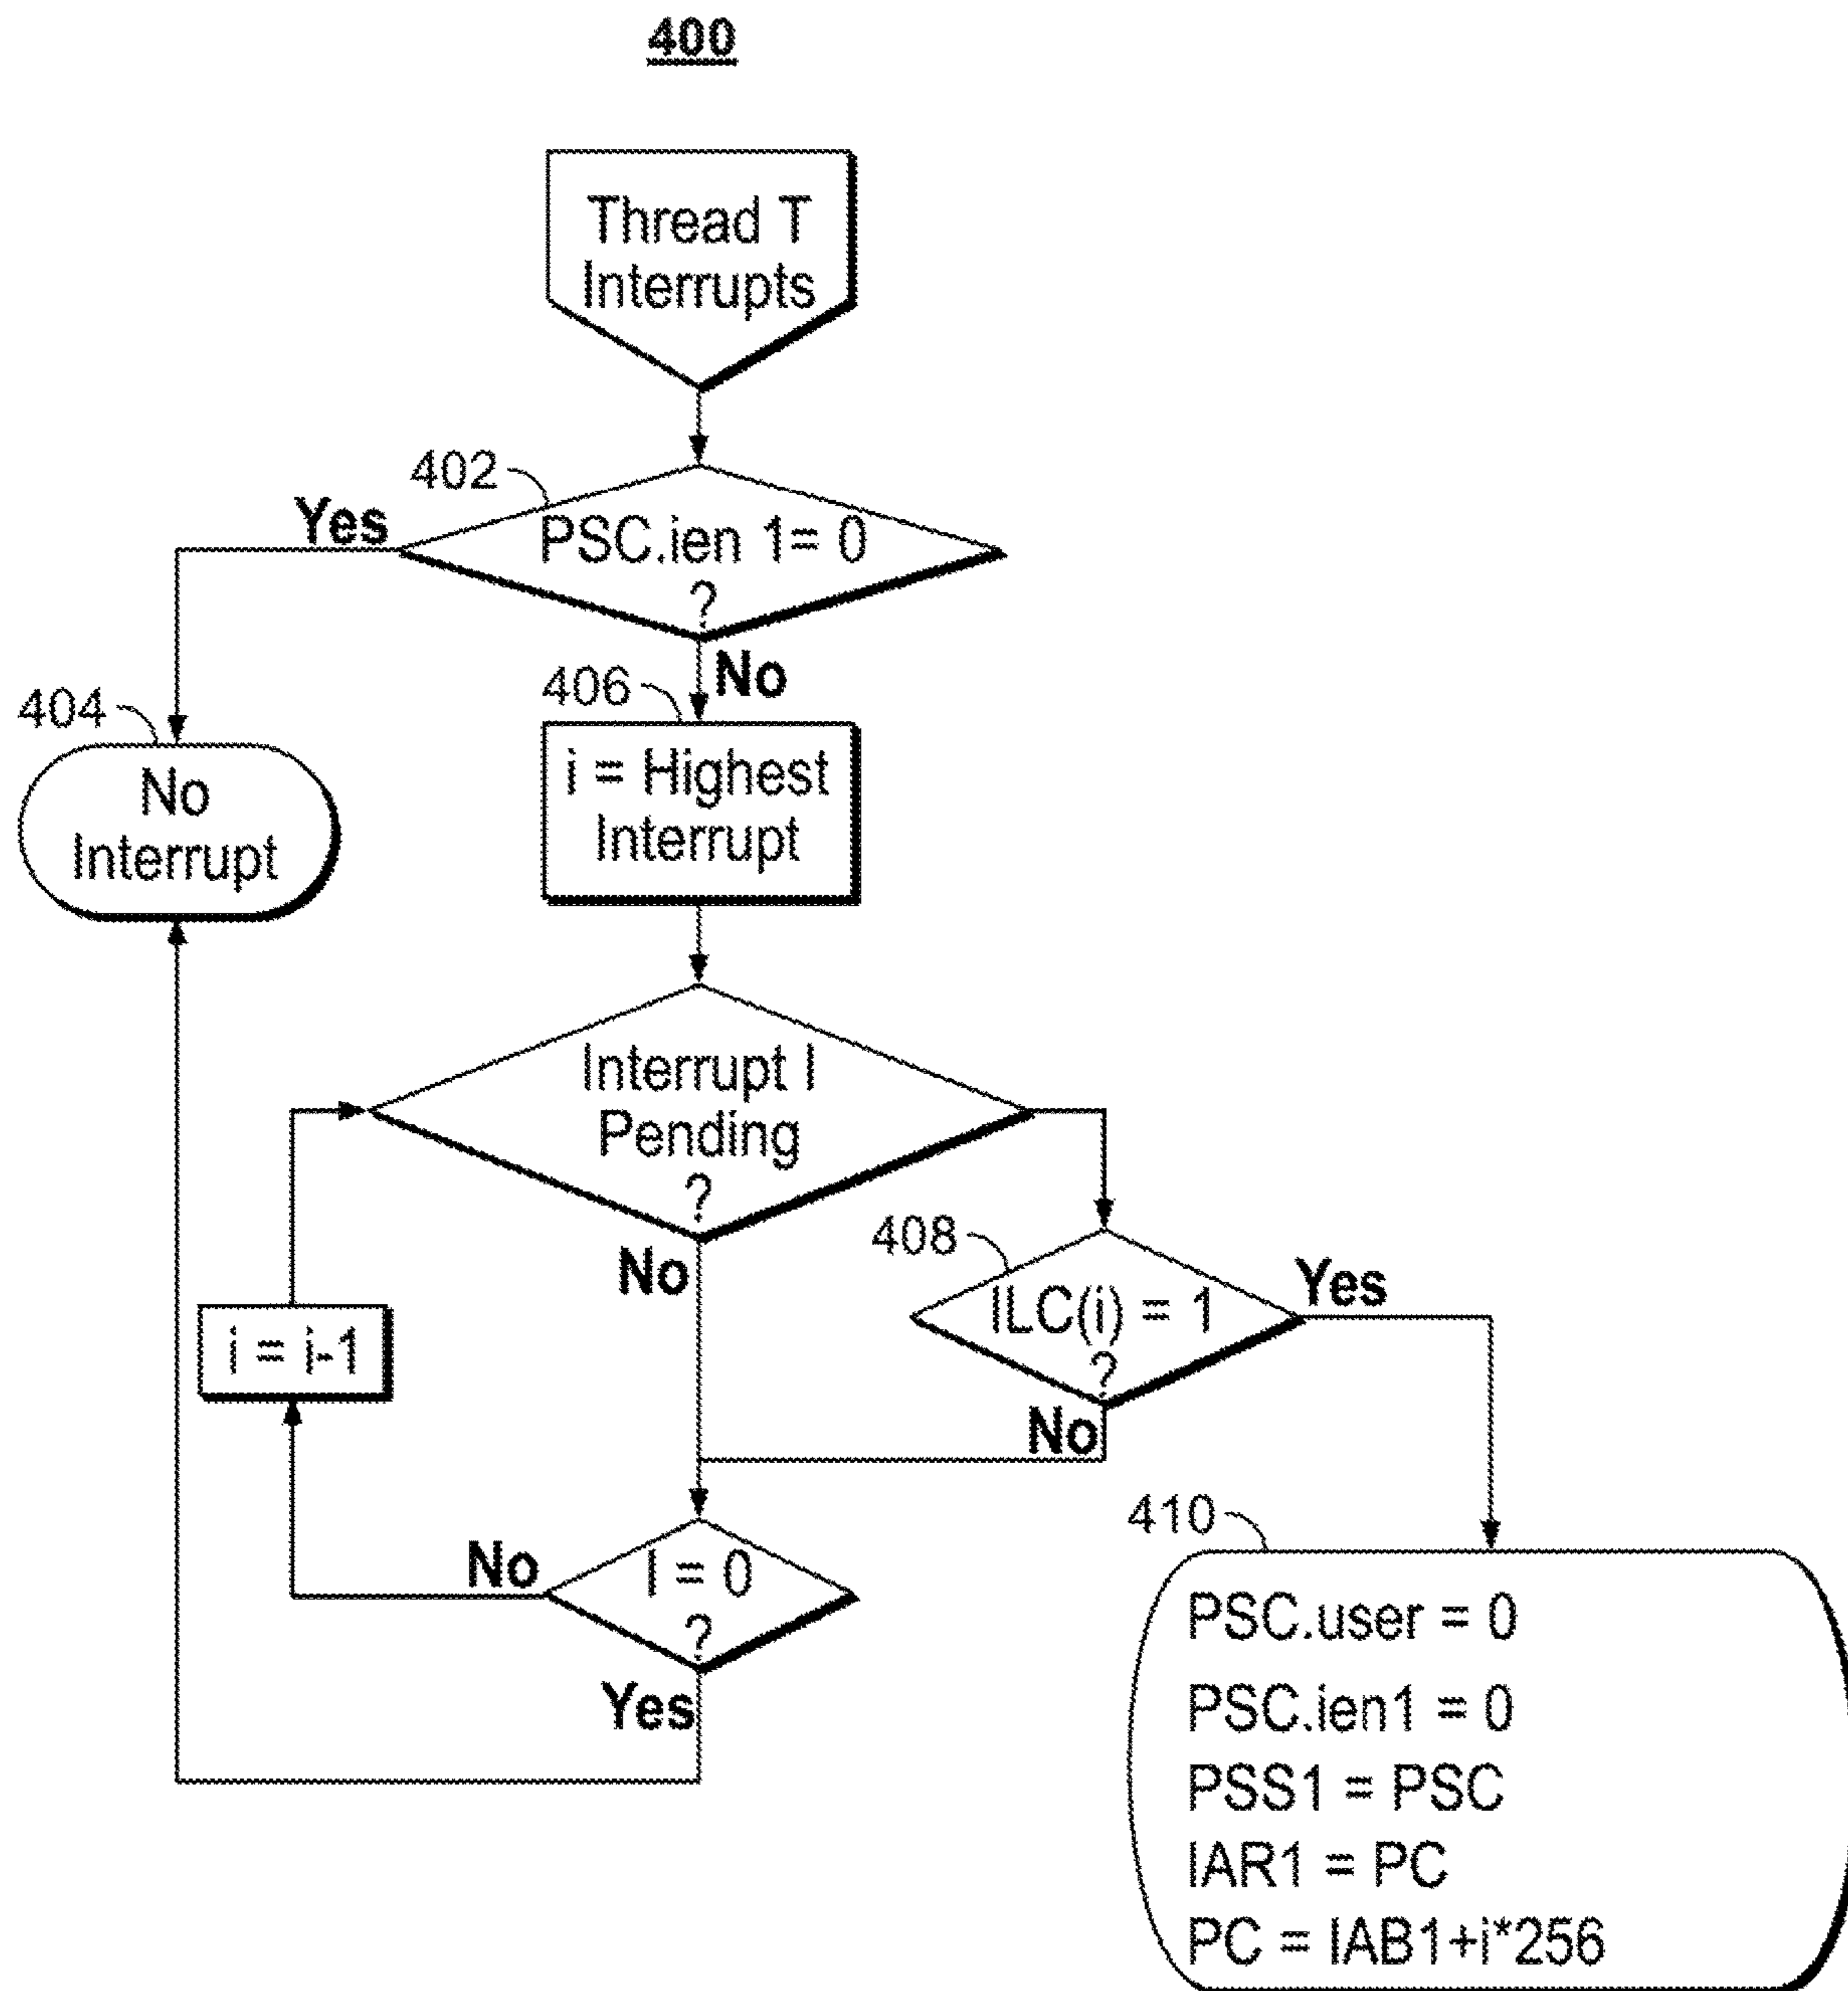 400
Thread T
Interrupts
402
Yes
PSC.ien 1= 0
?
No
404
406
No
Interrupt
i = Highest
Interrupt
Interrupt I
Pending
?
No
408
ILC(i) = 1
?
Yes
No
i = i-1
No
I = 0
?
Yes
410
PSC.user = 0
PSC.ien1 = 0
PSS1 = PSC
IAR1 = PC
PC = IAB1+i*256